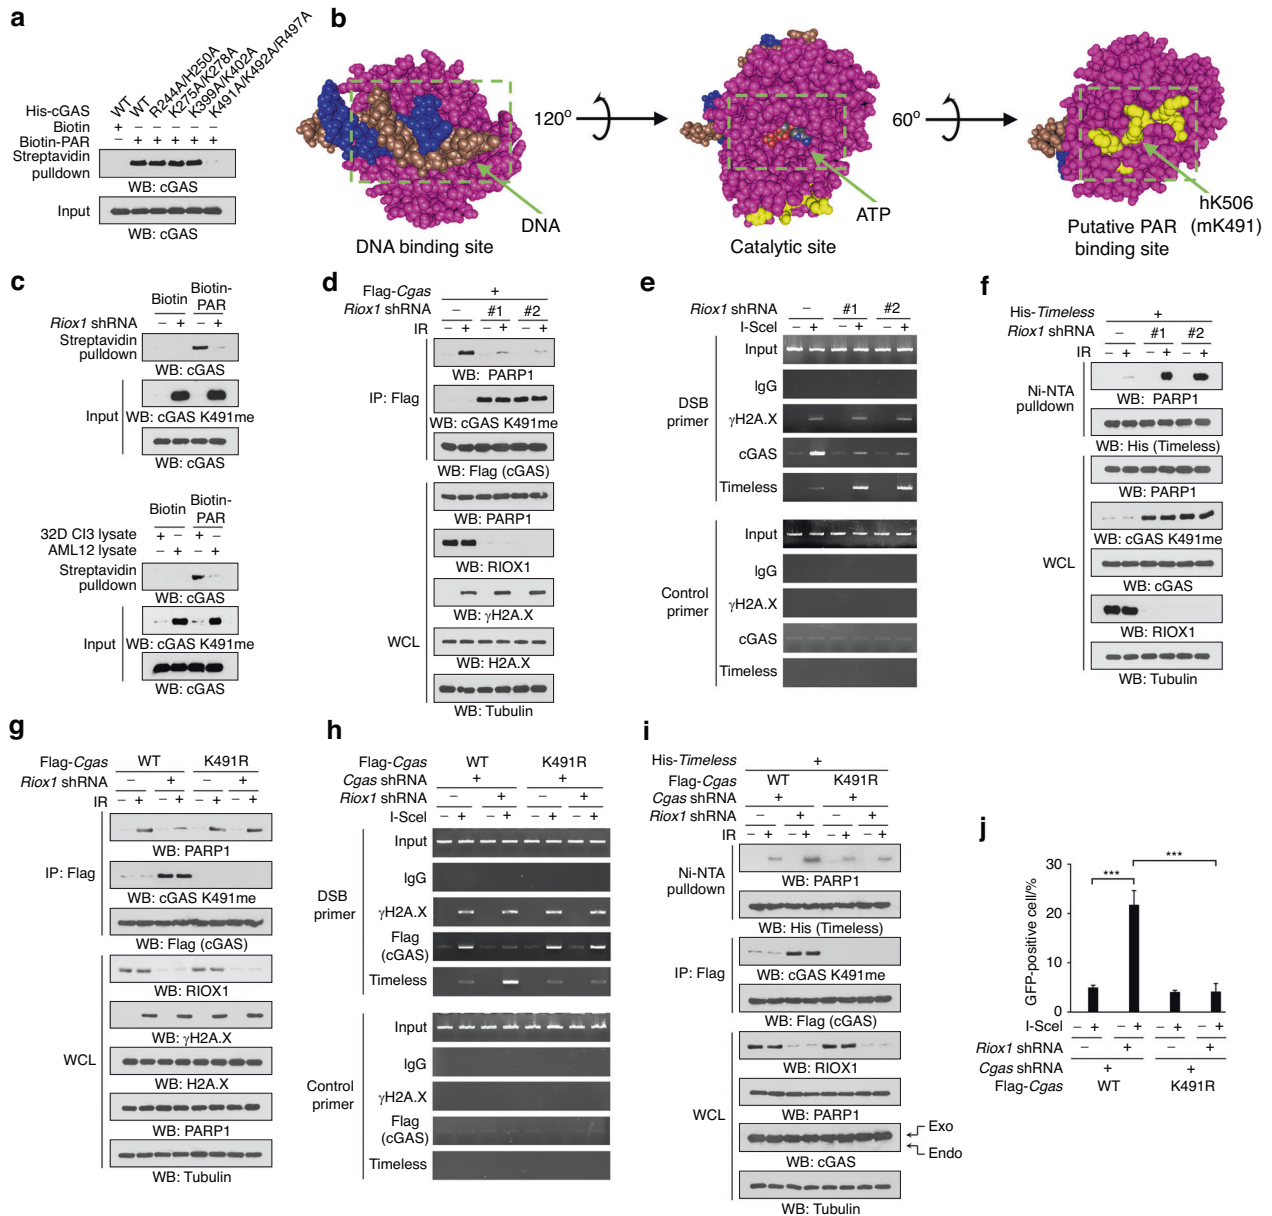 a
His-cGAS
WT
WT
R244A/H250A
K275A/K278A
K399A/K402A
K491A/K492A/R497A
Biotin + – – – – –
Biotin-PAR – + + + + +
Streptavidin pulldown
WB: cGAS
Input
WB: cGAS
b
120°
60°
DNA
ATP
hK506
(mK491)
DNA binding site
Catalytic site
Putative PAR
binding site
c
Biotin
Biotin-
PAR
Riox1 shRNA – + – +
Streptavidin
pulldown
WB: cGAS
Input
WB: cGAS K491me
WB: cGAS
Biotin
Biotin-
PAR
32D Cl3 lysate + – + –
AML12 lysate – + – +
Streptavidin
pulldown
WB: cGAS
Input
WB: cGAS K491me
WB: cGAS
d
Flag-Cgas +
Riox1 shRNA – #1 #2
IR – + – + – +
IP: Flag
WB: PARP1
WB: cGAS K491me
WB: Flag (cGAS)
WCL
WB: PARP1
WB: RIOX1
WB: γH2A.X
WB: H2A.X
WB: Tubulin
e
Riox1 shRNA – #1 #2
I-SceI – + – + – +
DSB
primer
Input
IgG
γH2A.X
cGAS
Timeless
Control
primer
Input
IgG
γH2A.X
cGAS
Timeless
f
His-Timeless +
Riox1 shRNA – #1 #2
IR – + – + – +
Ni-NTA
pulldown
WB: PARP1
WB: His (Timeless)
WCL
WB: PARP1
WB: cGAS K491me
WB: cGAS
WB: RIOX1
WB: Tubulin
g
Flag-Cgas WT K491R
Riox1 shRNA – + – +
IR – + – + – + – +
IP: Flag
WB: PARP1
WB: cGAS K491me
WB: Flag (cGAS)
WCL
WB: RIOX1
WB: γH2A.X
WB: H2A.X
WB: PARP1
WB: Tubulin
h
Flag-Cgas WT K491R
Cgas shRNA + +
Riox1 shRNA – + – +
I-SceI – + – + – + – +
DSB
primer
Input
IgG
γH2A.X
Flag
(cGAS)
Timeless
Control
primer
Input
IgG
γH2A.X
Flag
(cGAS)
Timeless
i
His-Timeless +
Flag-Cgas WT K491R
Cgas shRNA + +
Riox1 shRNA – + – +
IR – + – + – + – +
Ni-NTA
pulldown
WB: PARP1
WB: His (Timeless)
IP: Flag
WB: cGAS K491me
WB: Flag (cGAS)
WCL
WB: RIOX1
WB: PARP1
Exo
Endo
WB: cGAS
WB: Tubulin
j
GFP-positive cell/%
30
20
10
0
***
***
I-SceI – + – + – + – +
Riox1 shRNA – + – +
Cgas shRNA + +
Flag-Cgas WT K491R